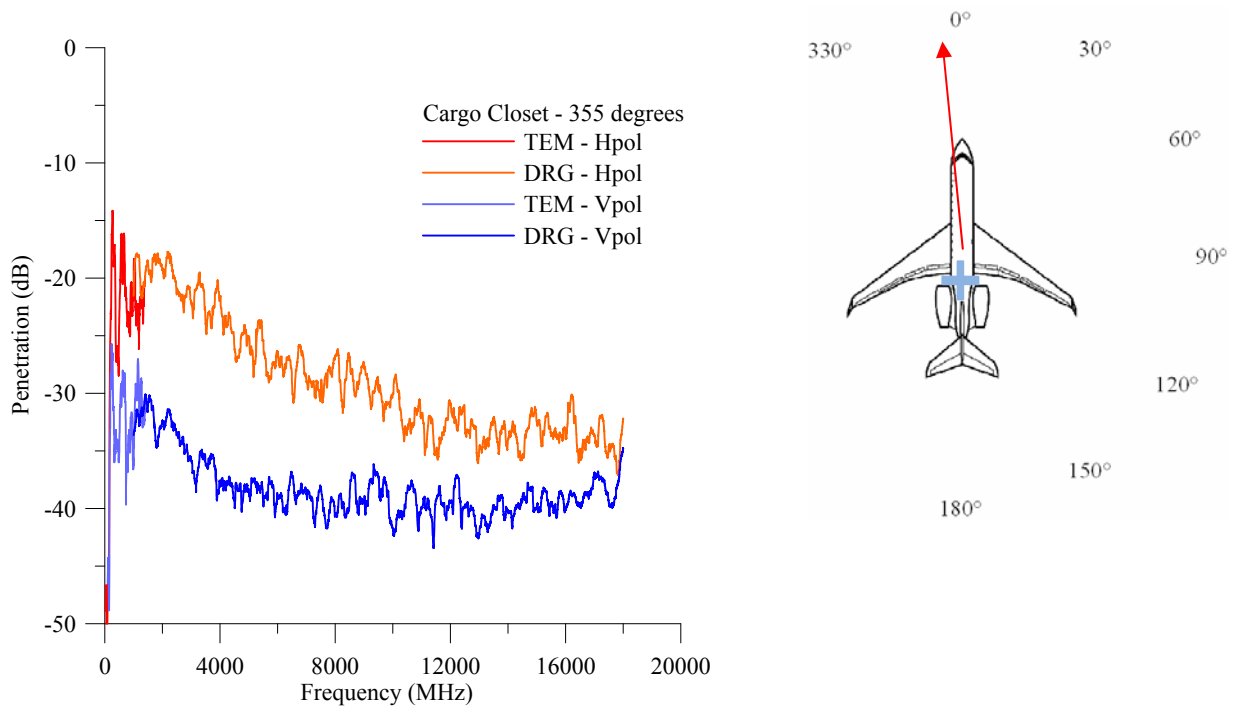 Penetration (dB)
0
-10
-20
-30
-40
-50
Cargo Closet - 355 degrees
TEM - Hpol
DRG - Hpol
TEM - Vpol
DRG - Vpol
0 4000 8000 12000 16000 20000
Frequency (MHz)
0°
330° 30°
60°
90°
120°
150°
180°